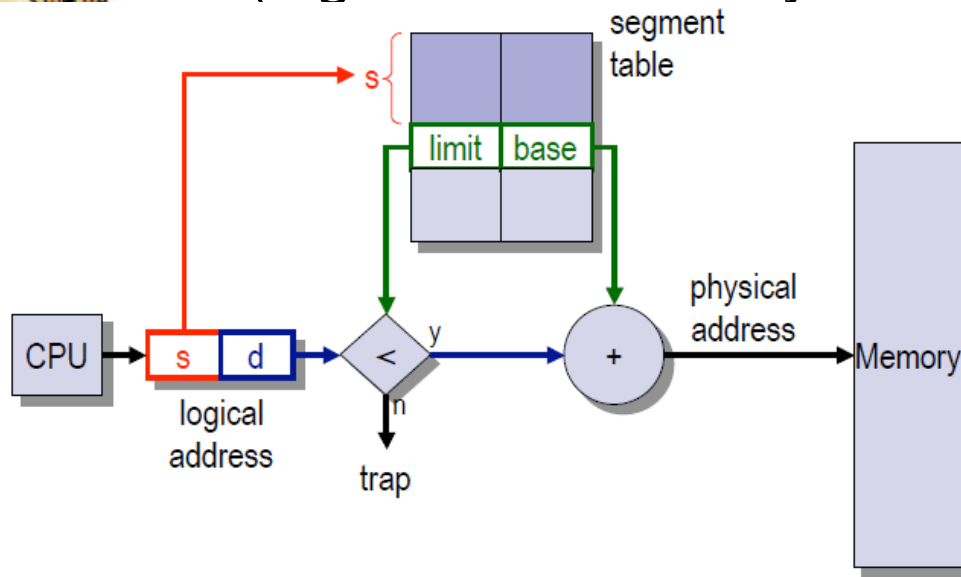 segment
table
s
limit base
physical
address
CPU
s d
<
y
+
Memory
n
logical
address
trap